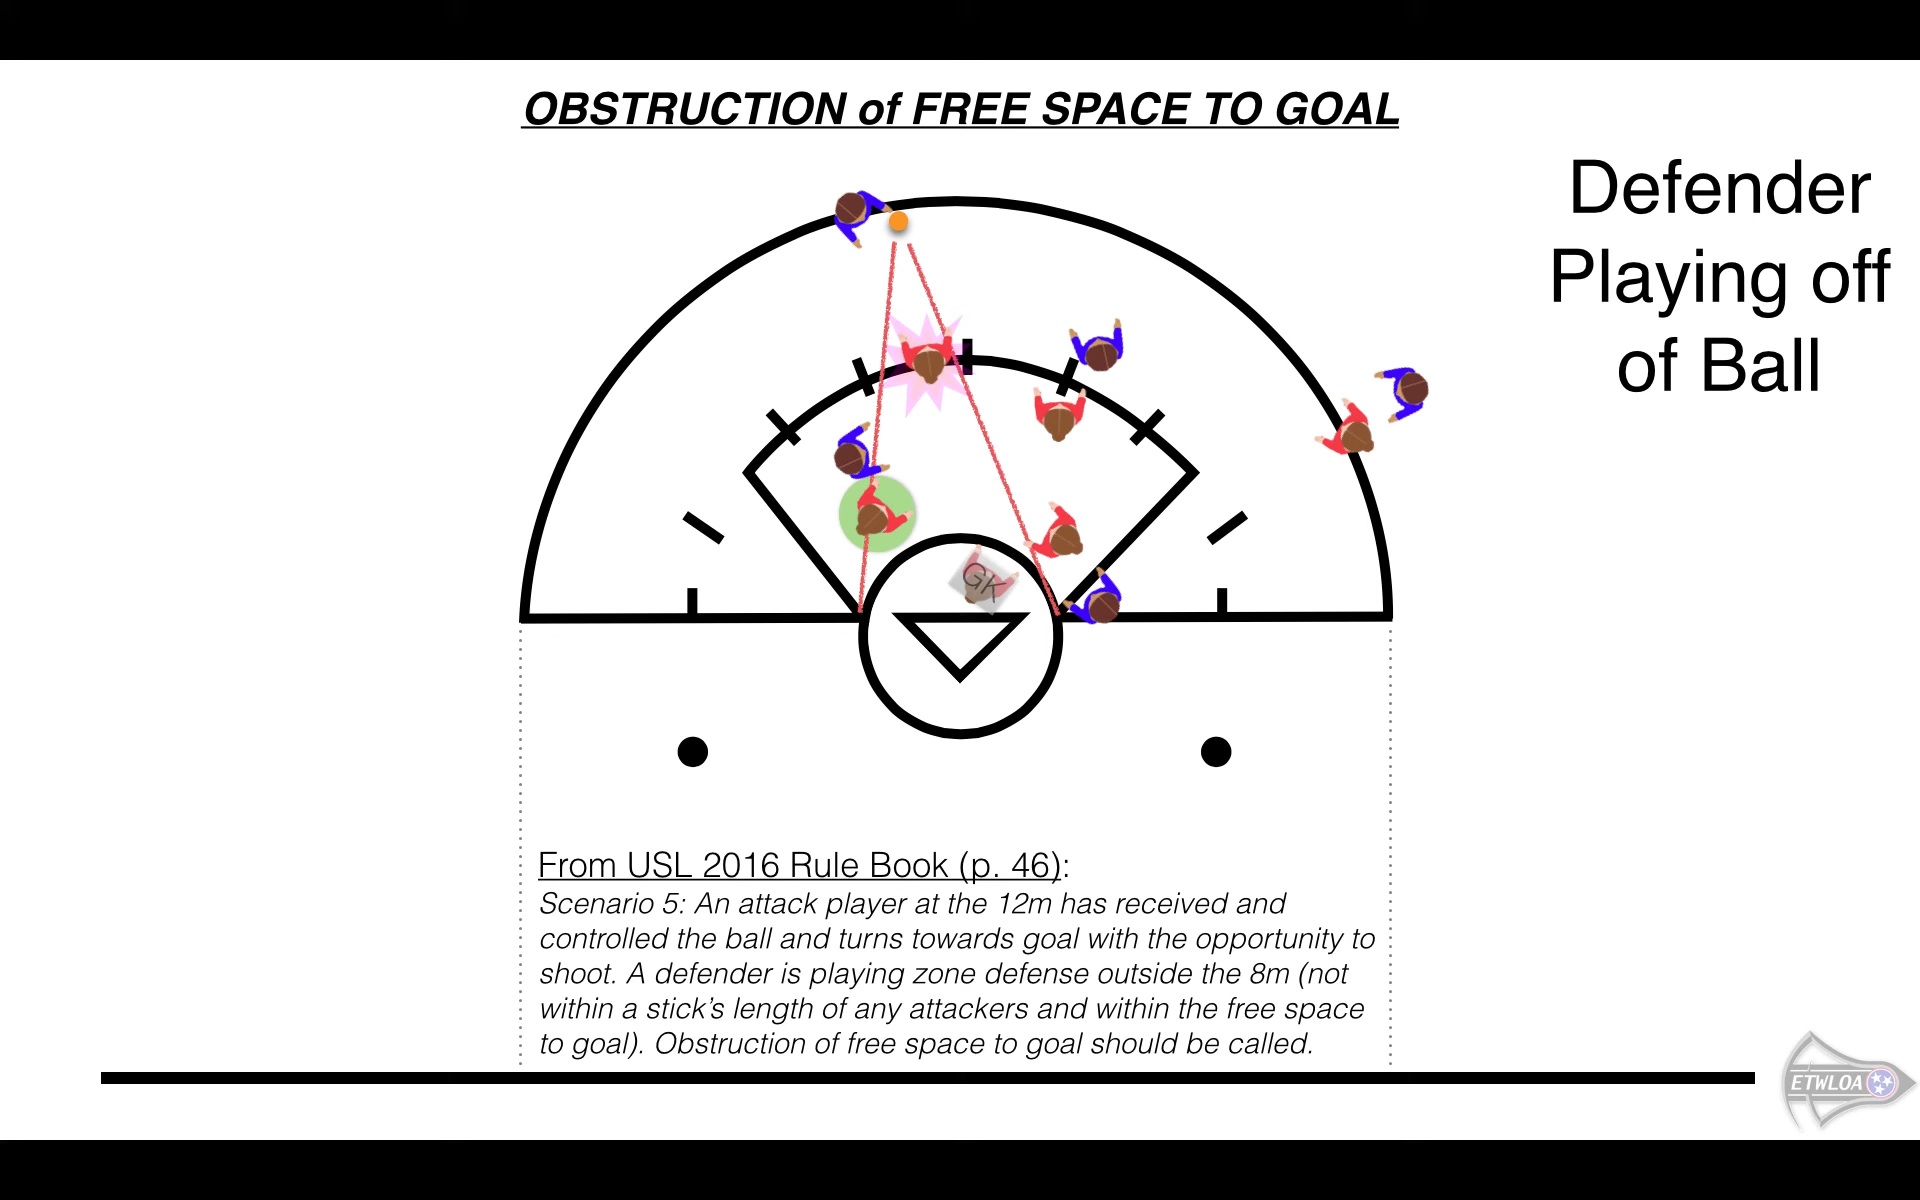 OBSTRUCTION of FREE SPACE TO GOAL
Defender
Playing off
of Ball
GK
From USL 2016 Rule Book (p. 46):
Scenario 5: An attack player at the 12m has received and
controlled the ball and turns towards goal with the opportunity to
shoot. A defender is playing zone defense outside the 8m (not
within a stick's length of any attackers and within the free space
to goal). Obstruction of free space to goal should be called.
ETWLOA